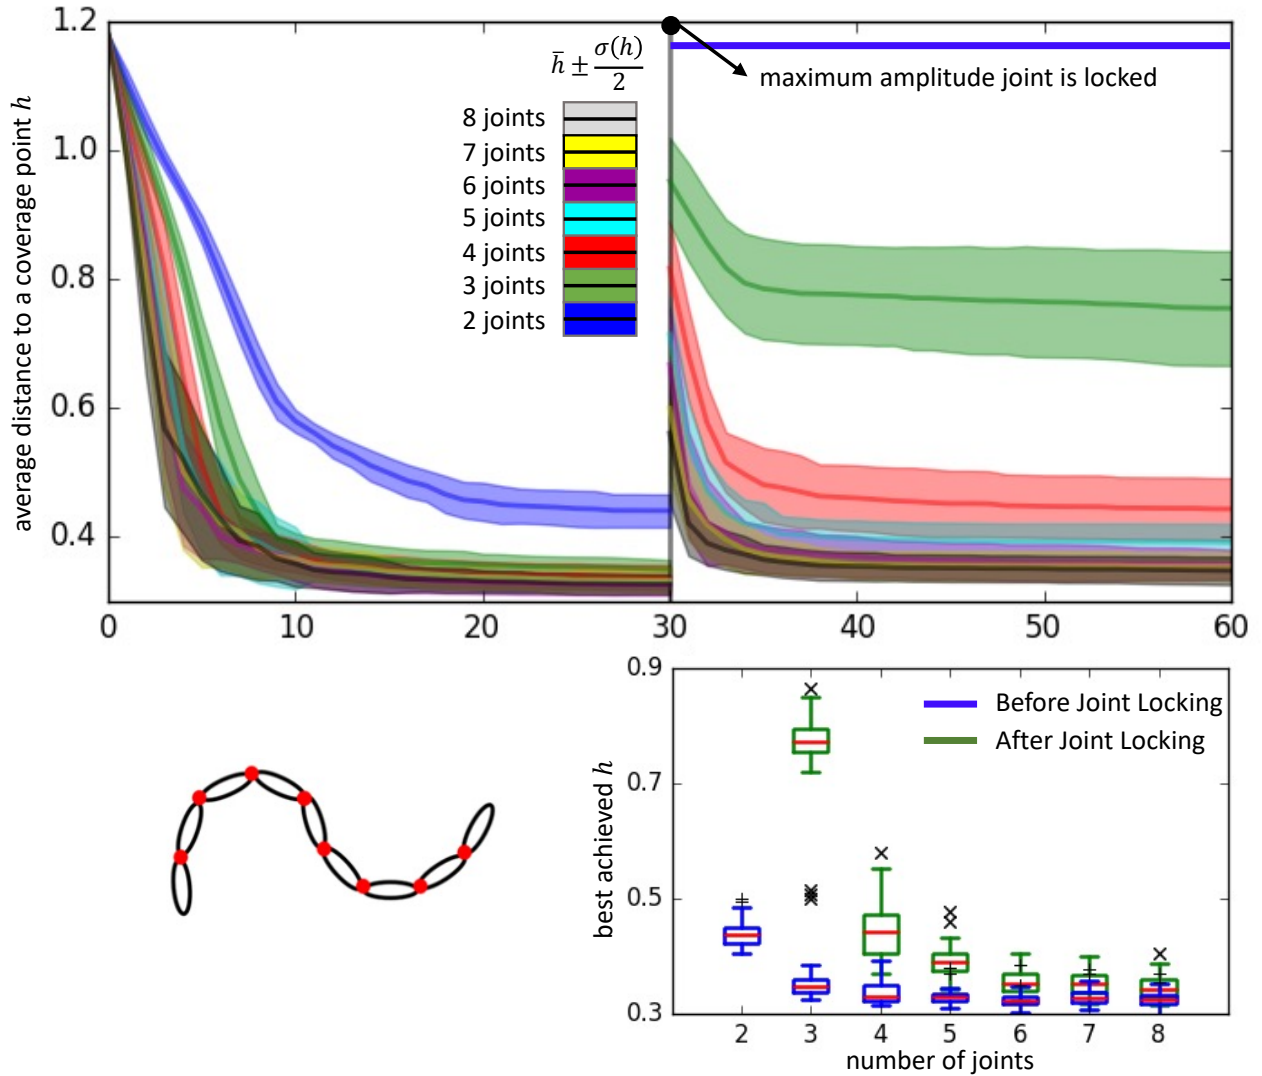 average distance to a coverage point h
1.2
1.0
0.8
0.6
0.4
h̄ ± σ(h)/2
8 joints
7 joints
6 joints
5 joints
4 joints
3 joints
2 joints
maximum amplitude joint is locked
0 10 20 30 40 50 60
best achieved h
0.9
0.7
0.5
0.3
Before Joint Locking
After Joint Locking
2 3 4 5 6 7 8
number of joints